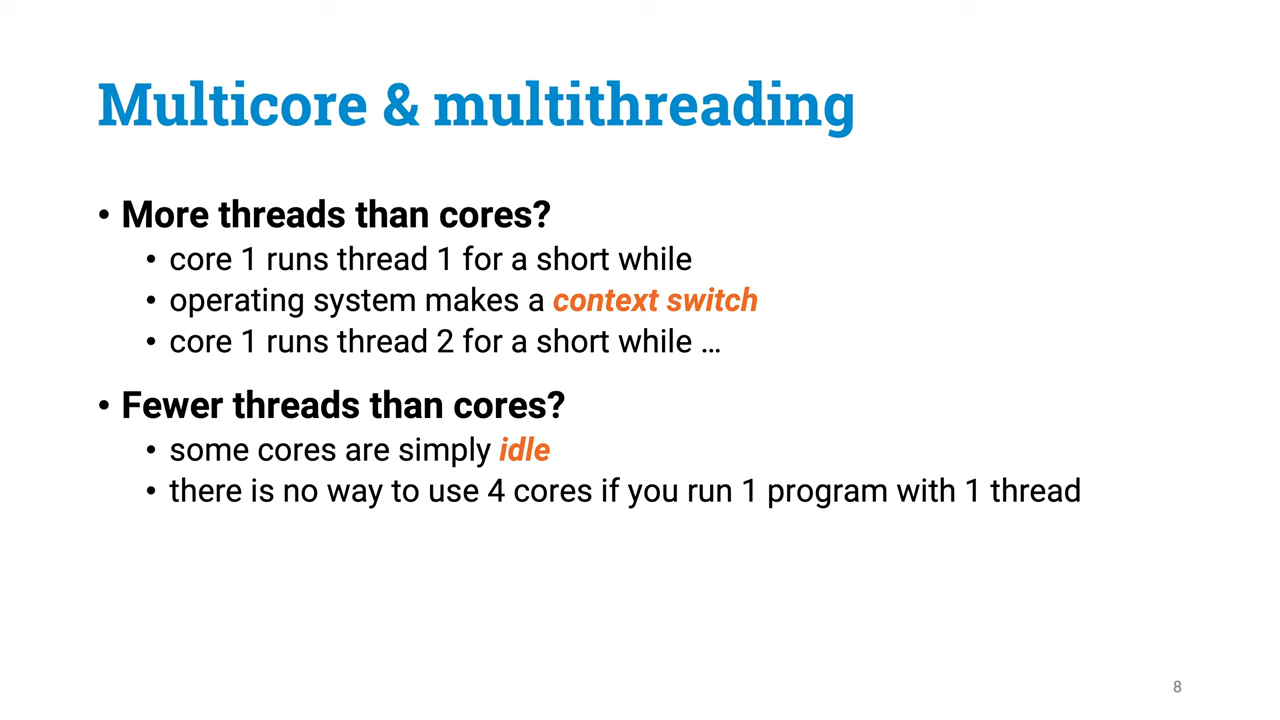 Multicore & multithreading
• More threads than cores?
• core 1 runs thread 1 for a short while
• operating system makes a context switch
• core 1 runs thread 2 for a short while …
• Fewer threads than cores?
• some cores are simply idle
• there is no way to use 4 cores if you run 1 program with 1 thread
8